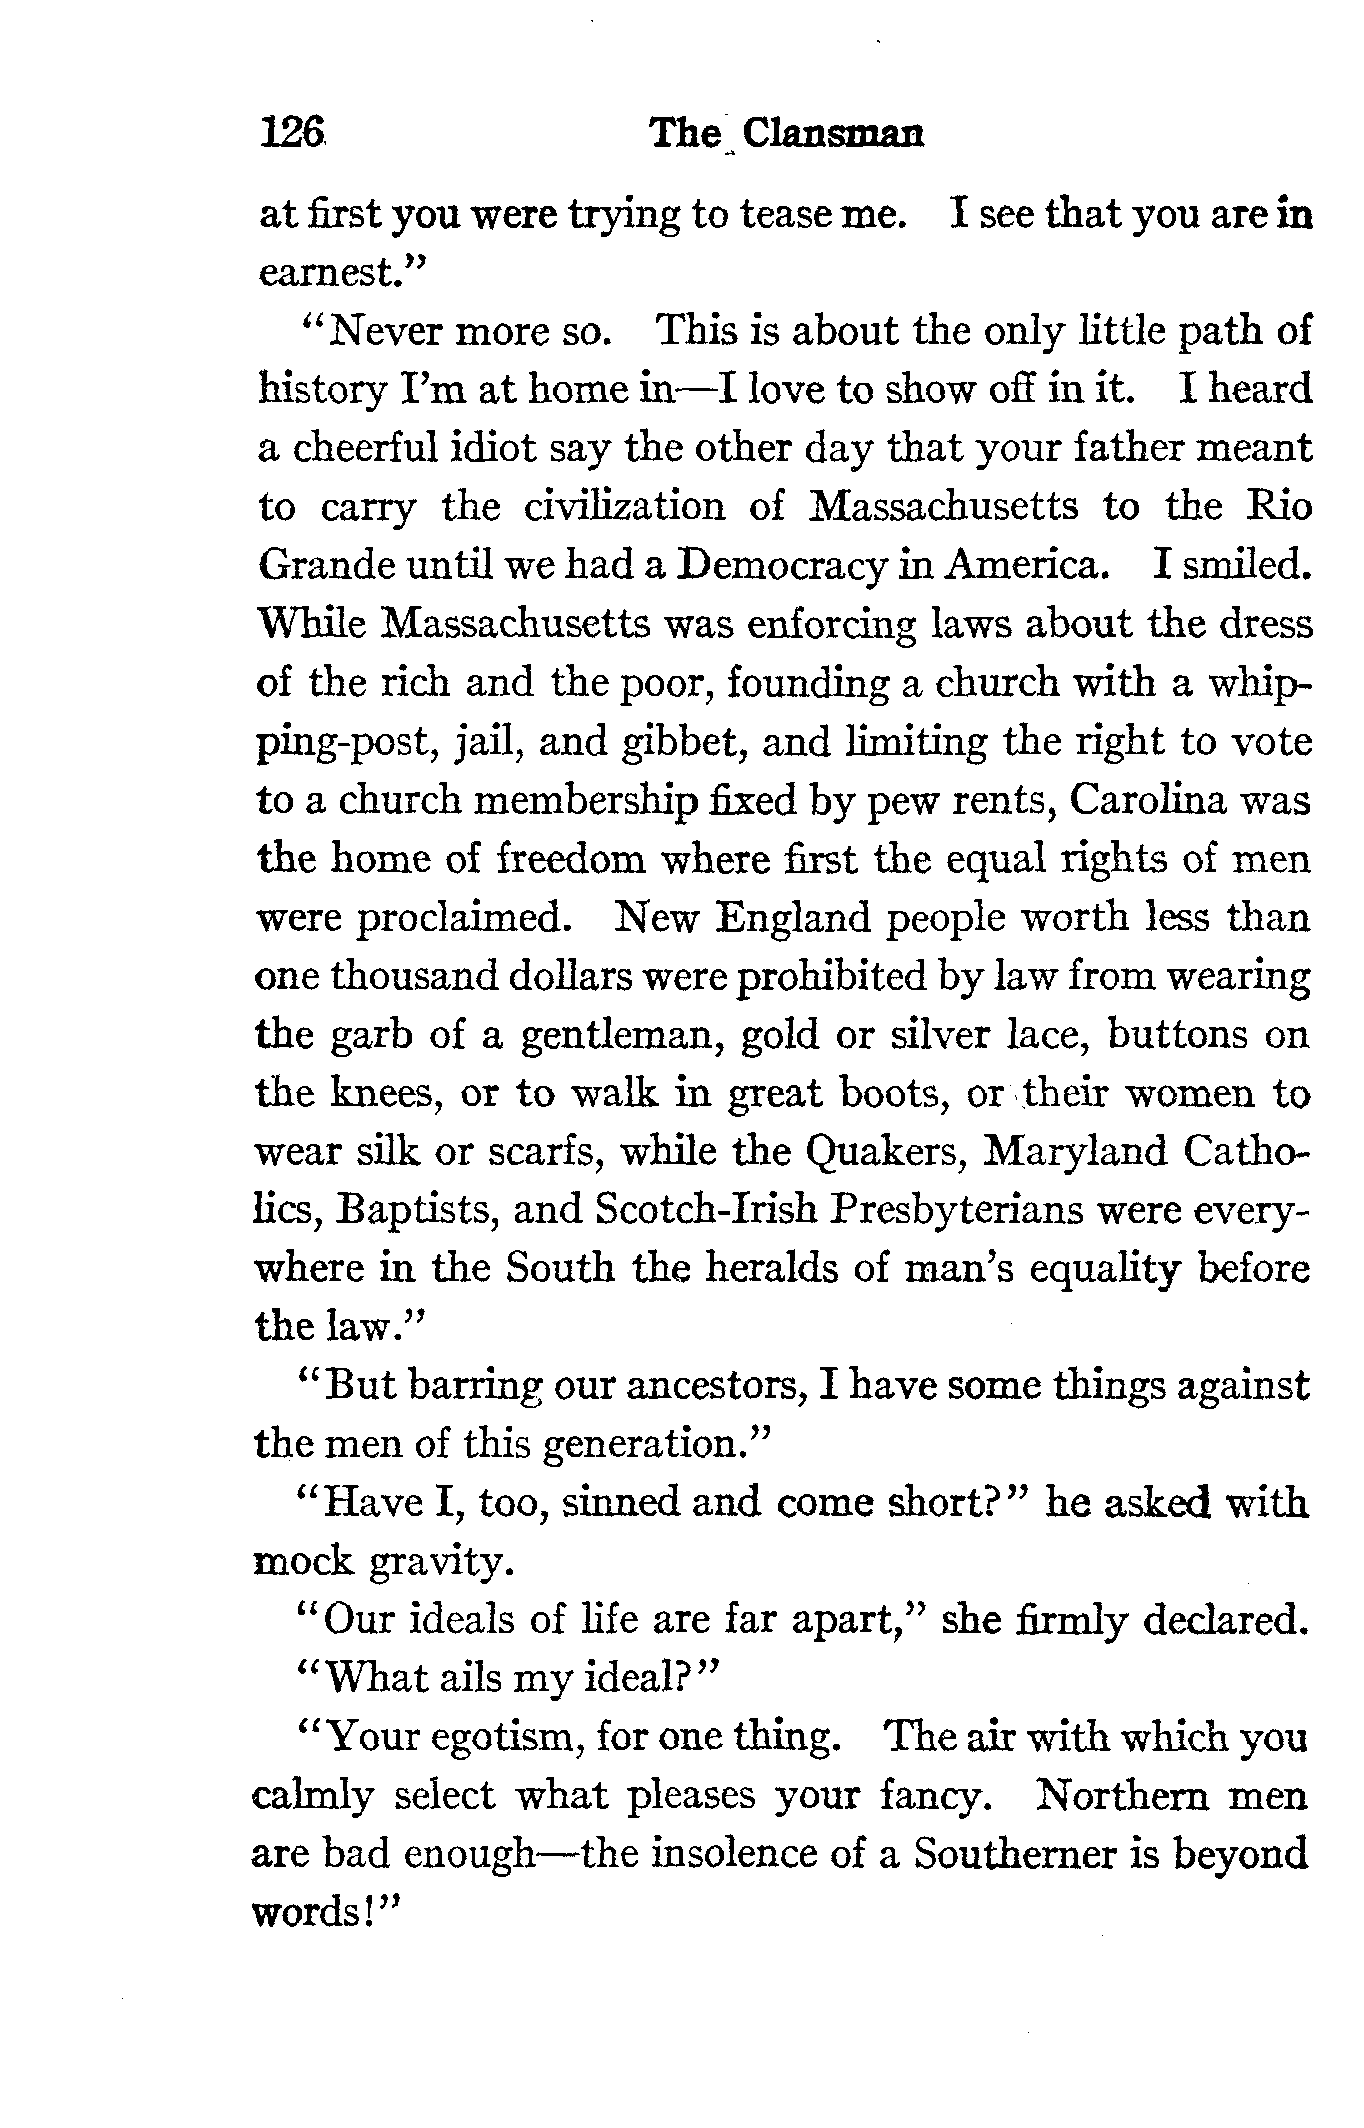 126 The Clansman
at first you were trying to tease me. I see that you are in
earnest."
"Never more so. This is about the only little path of
history I'm at home in—I love to show off in it. I heard
a cheerful idiot say the other day that your father meant
to carry the civilization of Massachusetts to the Rio
Grande until we had a Democracy in America. I smiled.
While Massachusetts was enforcing laws about the dress
of the rich and the poor, founding a church with a whip-
ping-post, jail, and gibbet, and limiting the right to vote
to a church membership fixed by pew rents, Carolina was
the home of freedom where first the equal rights of men
were proclaimed. New England people worth less than
one thousand dollars were prohibited by law from wearing
the garb of a gentleman, gold or silver lace, buttons on
the knees, or to walk in great boots, or their women to
wear silk or scarfs, while the Quakers, Maryland Catho-
lics, Baptists, and Scotch-Irish Presbyterians were every-
where in the South the heralds of man's equality before
the law."
"But barring our ancestors, I have some things against
the men of this generation."
"Have I, too, sinned and come short?" he asked with
mock gravity.
"Our ideals of life are far apart," she firmly declared.
"What ails my ideal?"
"Your egotism, for one thing. The air with which you
calmly select what pleases your fancy. Northern men
are bad enough—the insolence of a Southerner is beyond
words!"